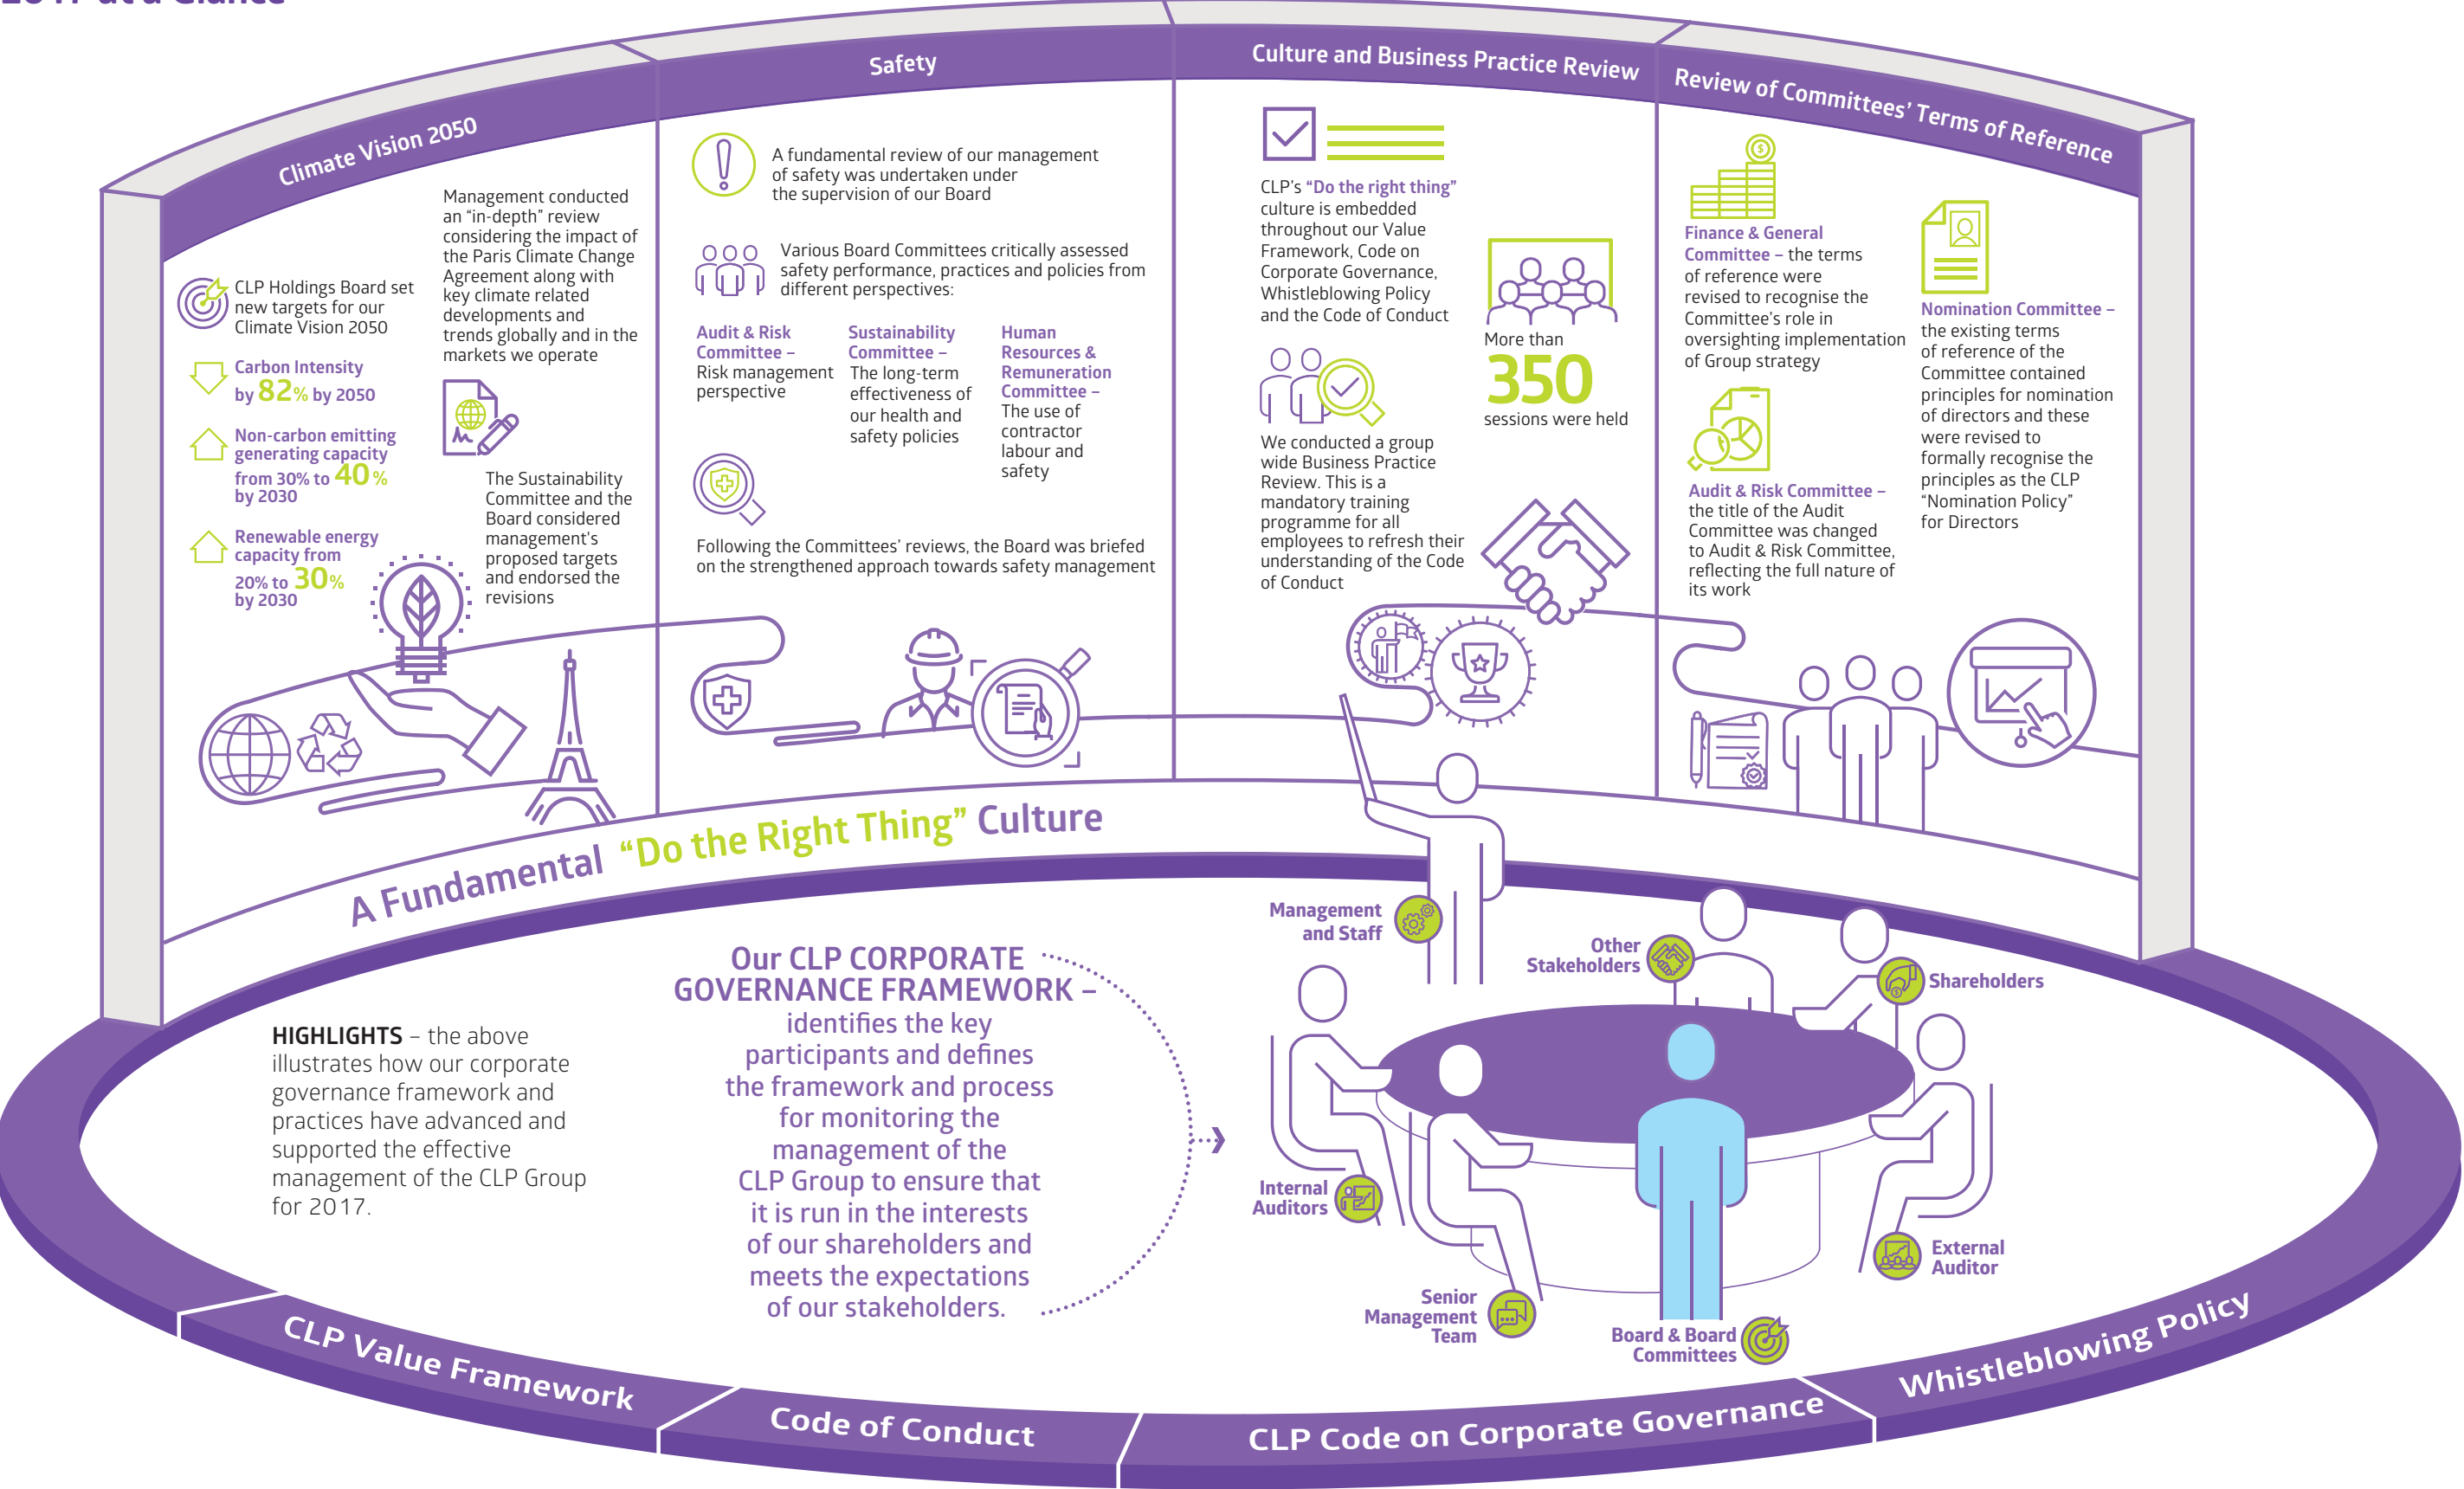 2017 at a Glance
Climate Vision 2050
CLP Holdings Board set
new targets for our
Climate Vision 2050
Carbon Intensity
by 82% by 2050
Non-carbon emitting
generating capacity
from 30% to 40%
by 2030
Renewable energy
capacity from
20% to 30%
by 2030
Management conducted
an “in-depth” review
considering the impact of
the Paris Climate Change
Agreement along with
key climate related
developments and
trends globally and in the
markets we operate
The Sustainability
Committee and the
Board considered
management's
proposed targets
and endorsed the
revisions
Safety
A fundamental review of our management
of safety was undertaken under
the supervision of our Board
Various Board Committees critically assessed
safety performance, practices and policies from
different perspectives:
Audit & Risk
Committee –
Risk management
perspective
Sustainability
Committee –
The long-term
effectiveness of
our health and
safety policies
Human
Resources &
Remuneration
Committee –
The use of
contractor
labour and
safety
Following the Committees' reviews, the Board was briefed
on the strengthened approach towards safety management
Culture and Business Practice Review
CLP's “Do the right thing”
culture is embedded
throughout our Value
Framework, Code on
Corporate Governance,
Whistleblowing Policy
and the Code of Conduct
We conducted a group
wide Business Practice
Review. This is a
mandatory training
programme for all
employees to refresh their
understanding of the Code
of Conduct
More than
350
sessions were held
Review of Committees' Terms of Reference
$
Finance & General
Committee – the terms
of reference were
revised to recognise the
Committee's role in
oversighting implementation
of Group strategy
Audit & Risk Committee –
the title of the Audit
Committee was changed
to Audit & Risk Committee,
reflecting the full nature of
its work
Nomination Committee –
the existing terms
of reference of the
Committee contained
principles for nomination
of directors and these
were revised to
formally recognise the
principles as the CLP
“Nomination Policy”
for Directors
A Fundamental “Do the Right Thing” Culture
HIGHLIGHTS – the above
illustrates how our corporate
governance framework and
practices have advanced and
supported the effective
management of the CLP Group
for 2017.
Our CLP CORPORATE
GOVERNANCE FRAMEWORK –
identifies the key
participants and defines
the framework and process
for monitoring the
management of the
CLP Group to ensure that
it is run in the interests
of our shareholders and
meets the expectations
of our stakeholders.
Management
and Staff
Other
Stakeholders
Shareholders
$
Internal
Auditors
External
Auditor
Senior
Management
Team
Board & Board
Committees
CLP Value Framework
Code of Conduct
CLP Code on Corporate Governance
Whistleblowing Policy